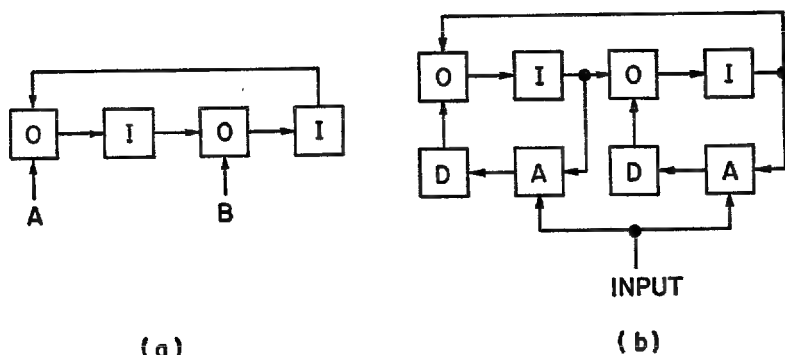 O I O I
A B
(a)
O I O I
D A D A
INPUT
(b)